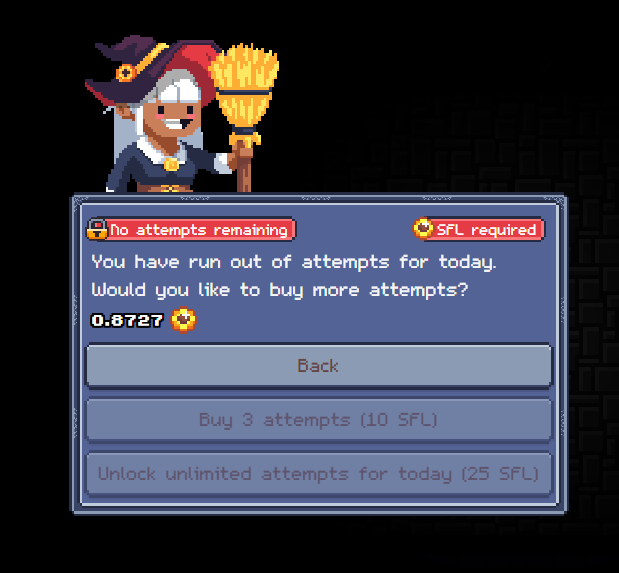 No attempts remaining
SFL required
You have run out of attempts for today.
Would you like to buy more attempts?
0.8727
Back
Buy 3 attempts (10 SFL)
Unlock unlimited attempts for today (25 SFL)